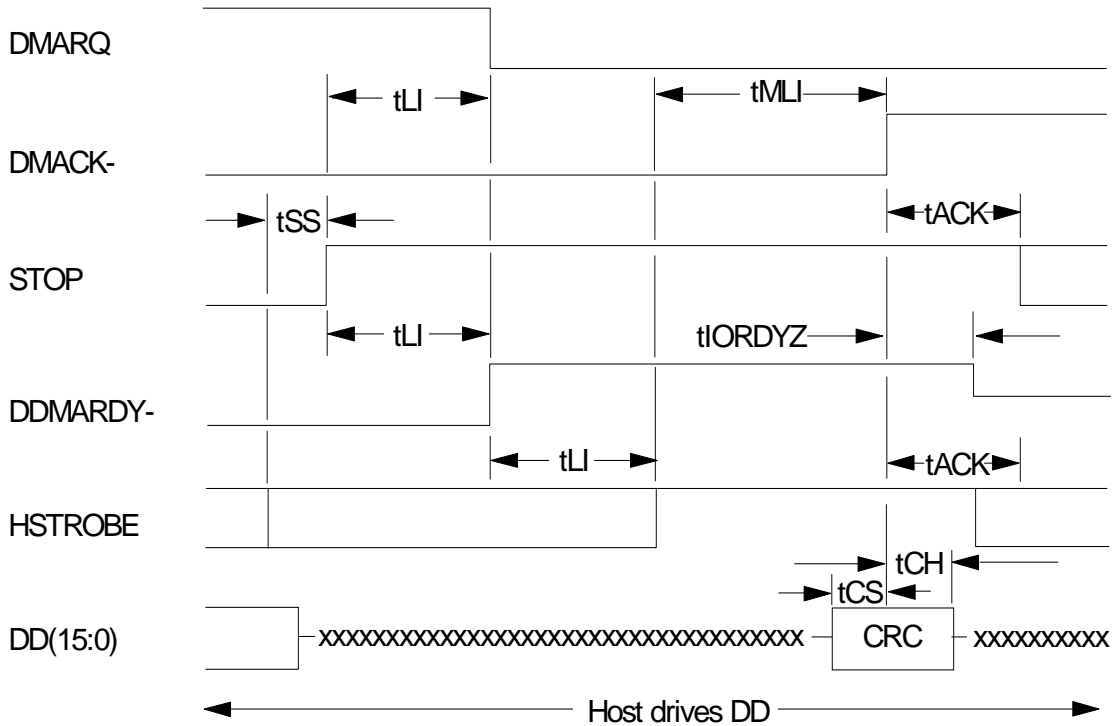 DMARQ
tLI
tMLI
DMACK-
tSS
tACK
STOP
tLI
tIORDYZ
DDMARDY-
tLI
tACK
HSTROBE
tCH
tCS
DD(15:0)
xxxxxxxxxxxxxxxxxxxxxxxxxxxxxxxxxxxx
CRC
xxxxxxxxxx
Host drives DD